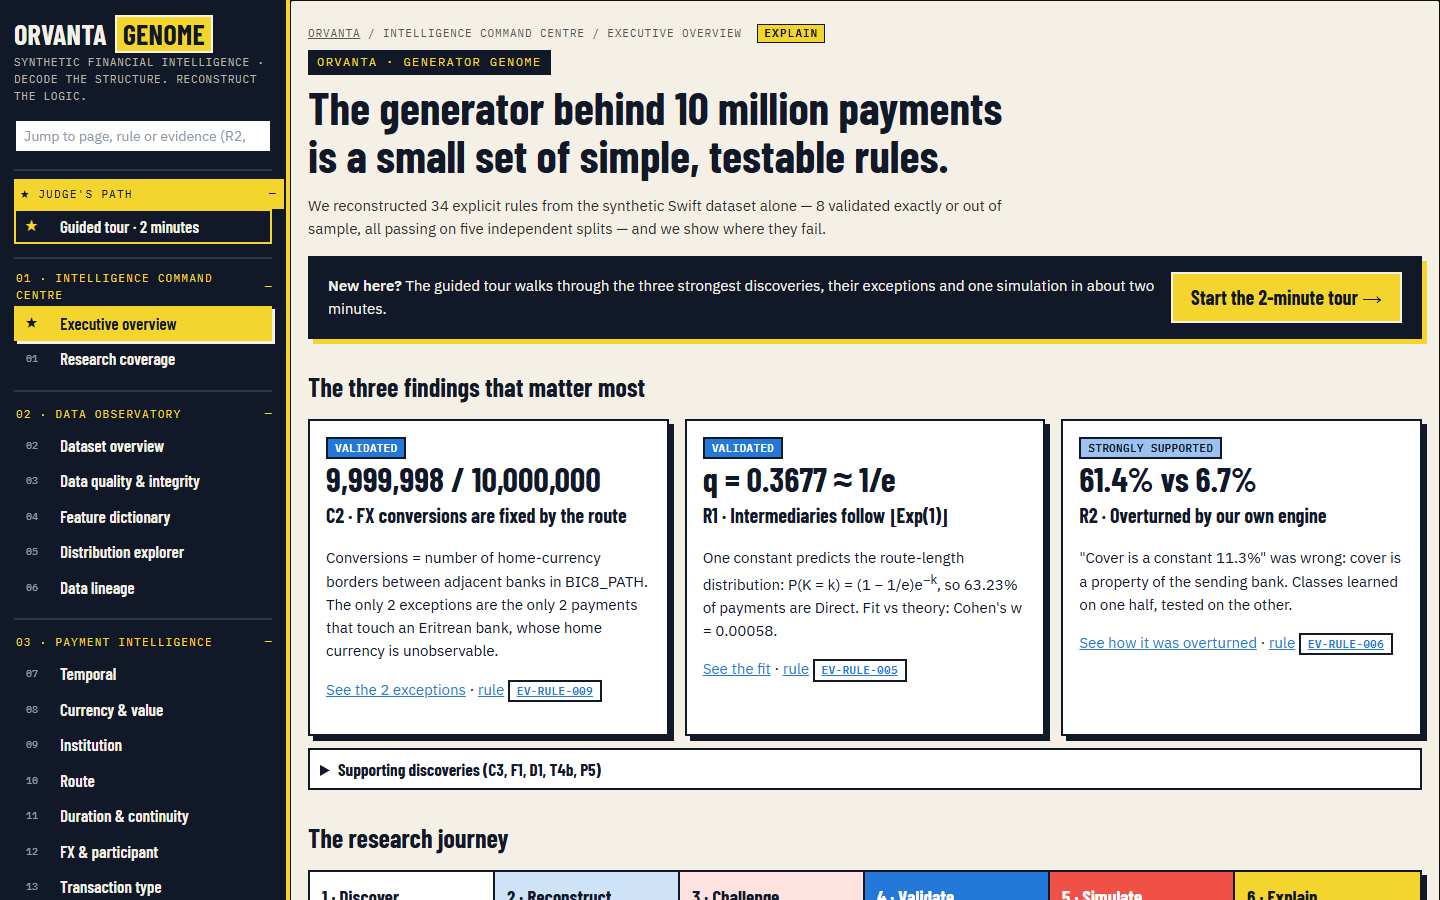 ORVANTA GENOME
SYNTHETIC FINANCIAL INTELLIGENCE ·
DECODE THE STRUCTURE. RECONSTRUCT
THE LOGIC.
Jump to page, rule or evidence (R2,
★ JUDGE'S PATH −
★ Guided tour · 2 minutes
01 · INTELLIGENCE COMMAND
CENTRE −
★ Executive overview
01 Research coverage
02 · DATA OBSERVATORY −
02 Dataset overview
03 Data quality & integrity
04 Feature dictionary
05 Distribution explorer
06 Data lineage
03 · PAYMENT INTELLIGENCE −
07 Temporal
08 Currency & value
09 Institution
10 Route
11 Duration & continuity
12 FX & participant
13 Transaction type
ORVANTA / INTELLIGENCE COMMAND CENTRE / EXECUTIVE OVERVIEW EXPLAIN
ORVANTA · GENERATOR GENOME
The generator behind 10 million payments
is a small set of simple, testable rules.
We reconstructed 34 explicit rules from the synthetic Swift dataset alone — 8 validated exactly or out of
sample, all passing on five independent splits — and we show where they fail.
New here? The guided tour walks through the three strongest discoveries, their exceptions and one simulation in about two
minutes.
Start the 2-minute tour →
The three findings that matter most
VALIDATED
9,999,998 / 10,000,000
C2 · FX conversions are fixed by the route
Conversions = number of home-currency
borders between adjacent banks in BIC8_PATH.
The only 2 exceptions are the only 2 payments
that touch an Eritrean bank, whose home
currency is unobservable.
See the 2 exceptions · rule EV-RULE-009
VALIDATED
q = 0.3677 ≈ 1/e
R1 · Intermediaries follow ⌊Exp(1)⌋
One constant predicts the route-length
distribution: P(K = k) = (1 − 1/e)e−k, so 63.23%
of payments are Direct. Fit vs theory: Cohen's w
= 0.00058.
See the fit · rule EV-RULE-005
STRONGLY SUPPORTED
61.4% vs 6.7%
R2 · Overturned by our own engine
"Cover is a constant 11.3%" was wrong: cover is
a property of the sending bank. Classes learned
on one half, tested on the other.
See how it was overturned · rule EV-RULE-006
▶ Supporting discoveries (C3, F1, D1, T4b, P5)
The research journey
1 · Discover
2 · Reconstruct
3 · Challenge
4 · Validate
5 · Simulate
6 · Explain